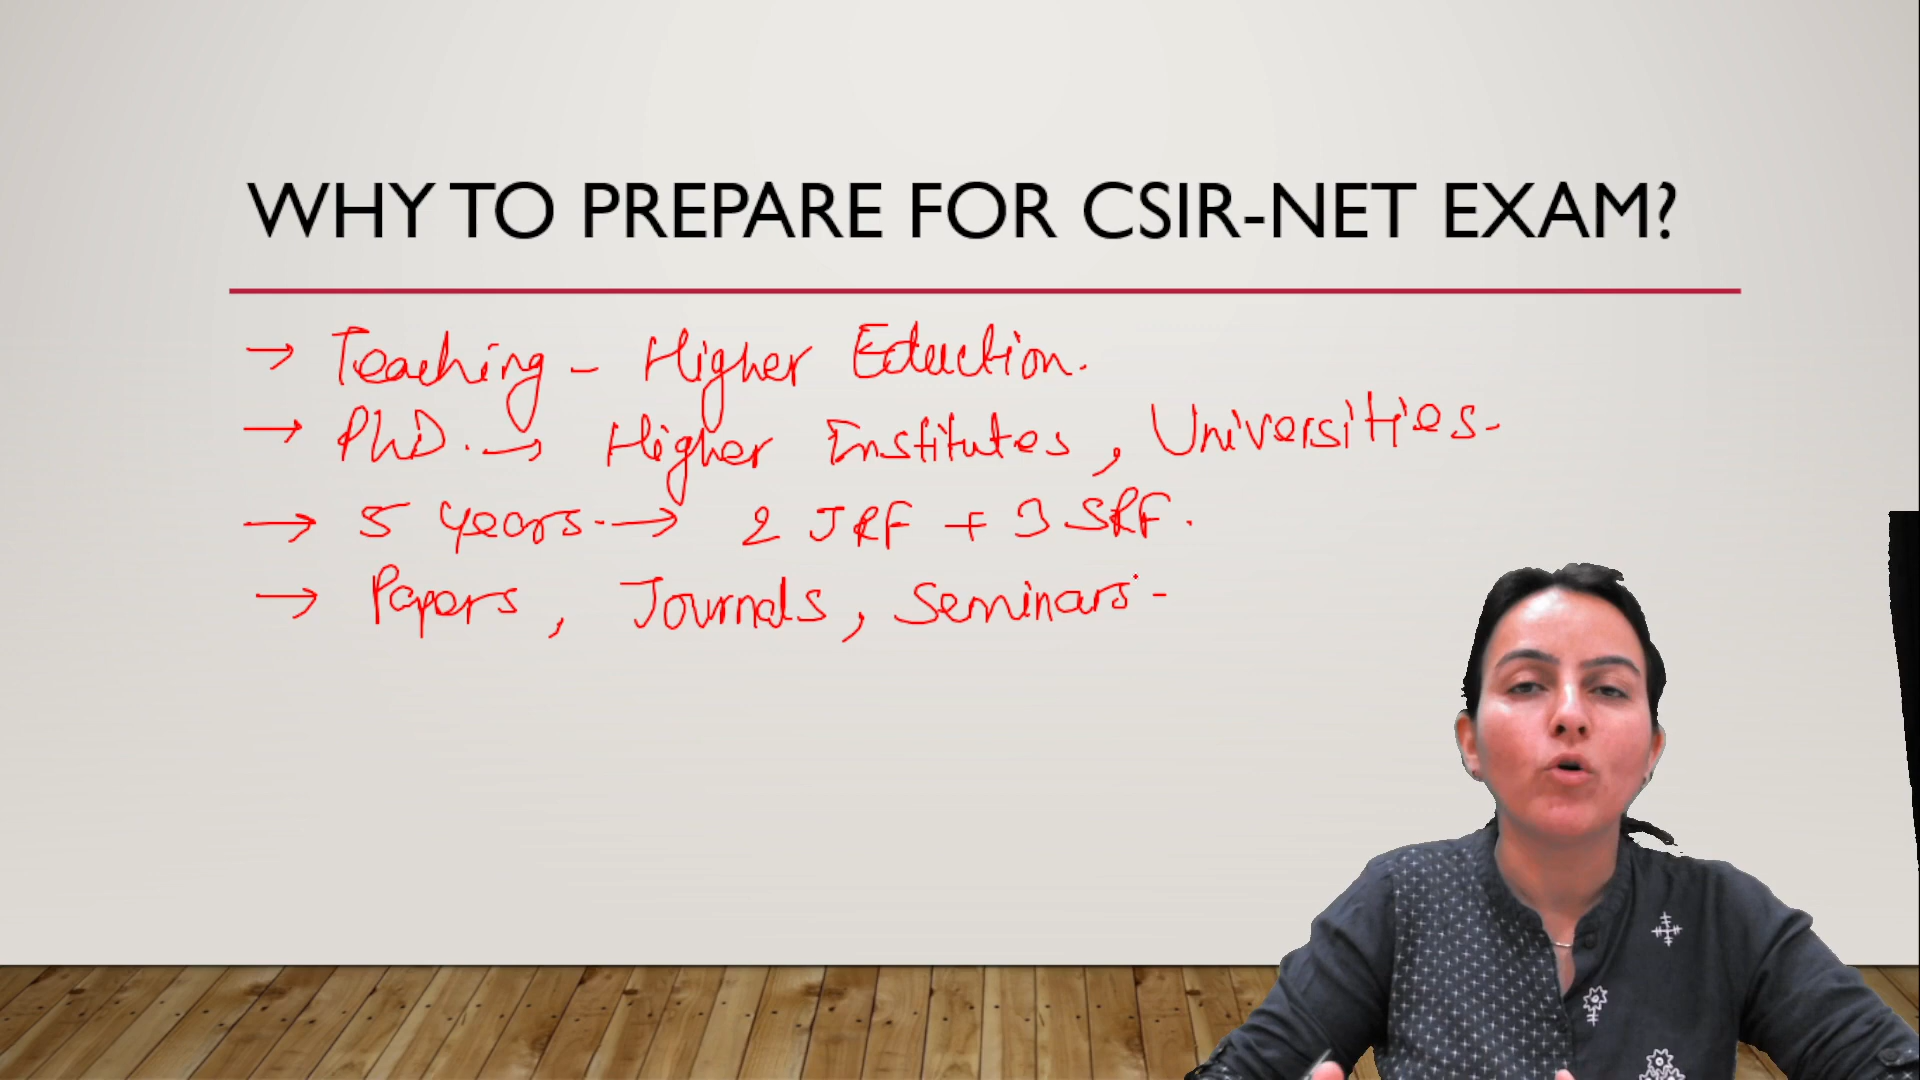 WHY TO PREPARE FOR CSIR-NET EXAM?
→ Teaching - Higher Eduction.
→ PhD. → Higher Institutes, Universities-
→ 5 years. → 2 JRF + 3 SRF.
→ Papers, Journals, Seminars-